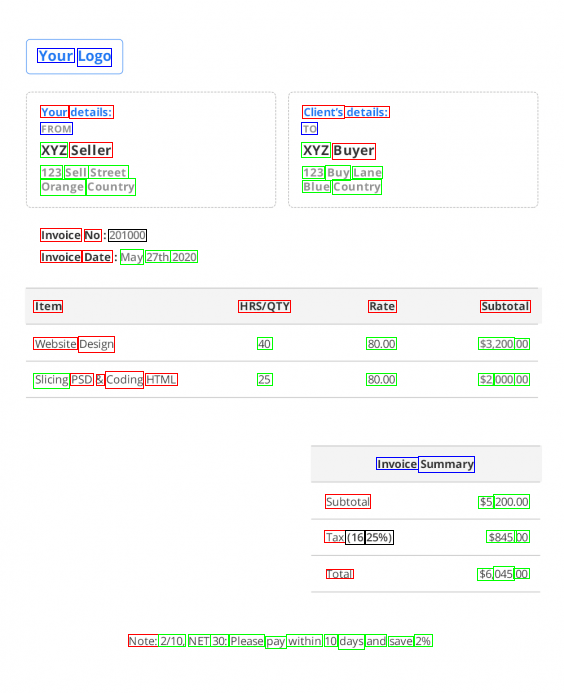 Your Logo
Your details:
FROM
XYZ Seller
123 Sell Street
Orange Country
Client's details:
TO
XYZ Buyer
123 Buy Lane
Blue Country
Invoice No : 201000
Invoice Date : May 27th 2020
Item HRS/QTY Rate Subtotal
Website Design 40 80.00 $3,200.00
Slicing PSD & Coding HTML 25 80.00 $2,000.00
Invoice Summary
Subtotal $5,200.00
Tax (16.25%) $845.00
Total $6,045.00
Note: 2/10, NET 30: Please pay within 10 days and save 2%